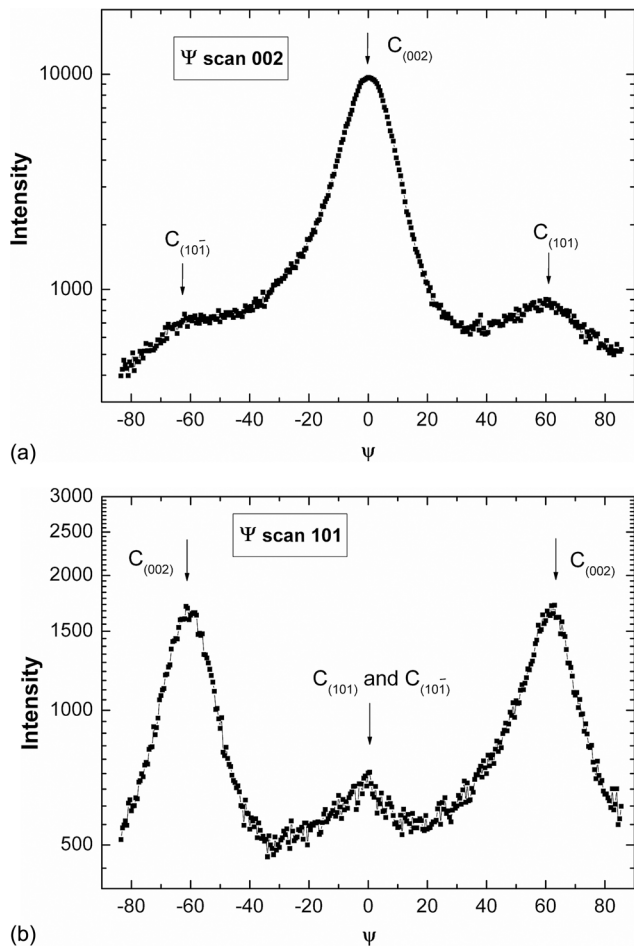 Ψ scan 002
C(002)
10000
Intensity
C(101̄)
C(101)
1000
-80 -60 -40 -20 0 20 40 60 80
ψ
(a)
3000
Ψ scan 101
2500
C(002)
C(002)
2000
1500
Intensity
C(101) and C(101̄)
1000
500
-80 -60 -40 -20 0 20 40 60 80
ψ
(b)